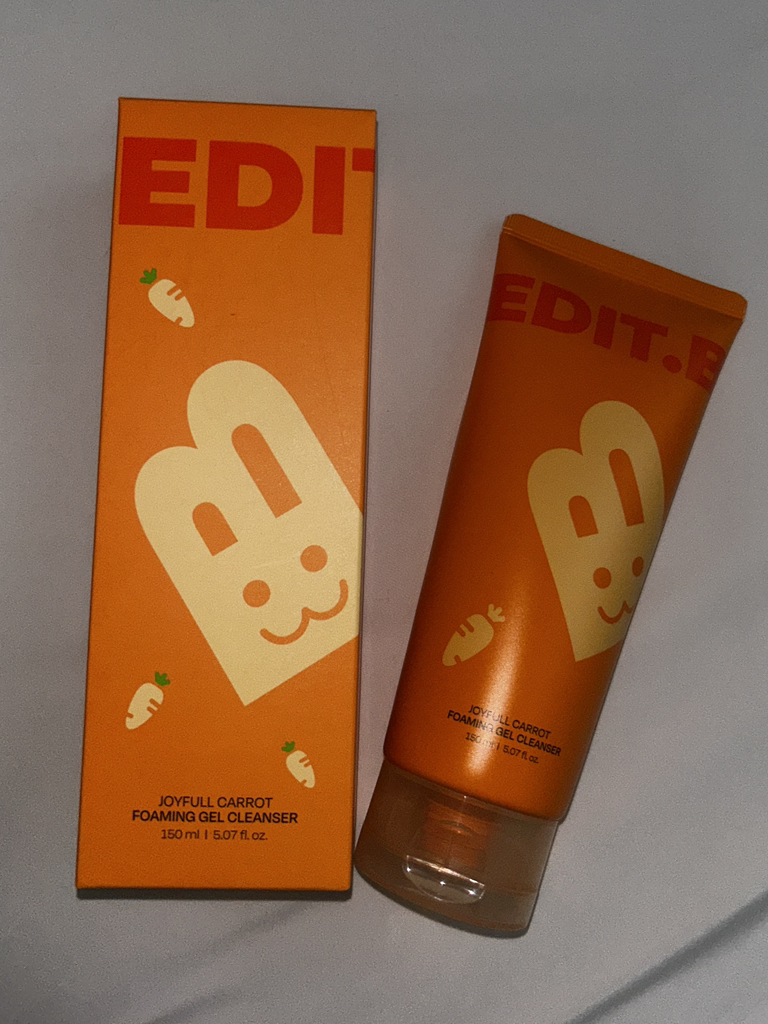 EDIT
JOYFULL CARROT
FOAMING GEL CLEANSER
150 ml | 5.07 fl. oz.
EDIT.B
JOYFULL CARROT
FOAMING GEL CLEANSER
150 ml | 5.07 fl. oz.